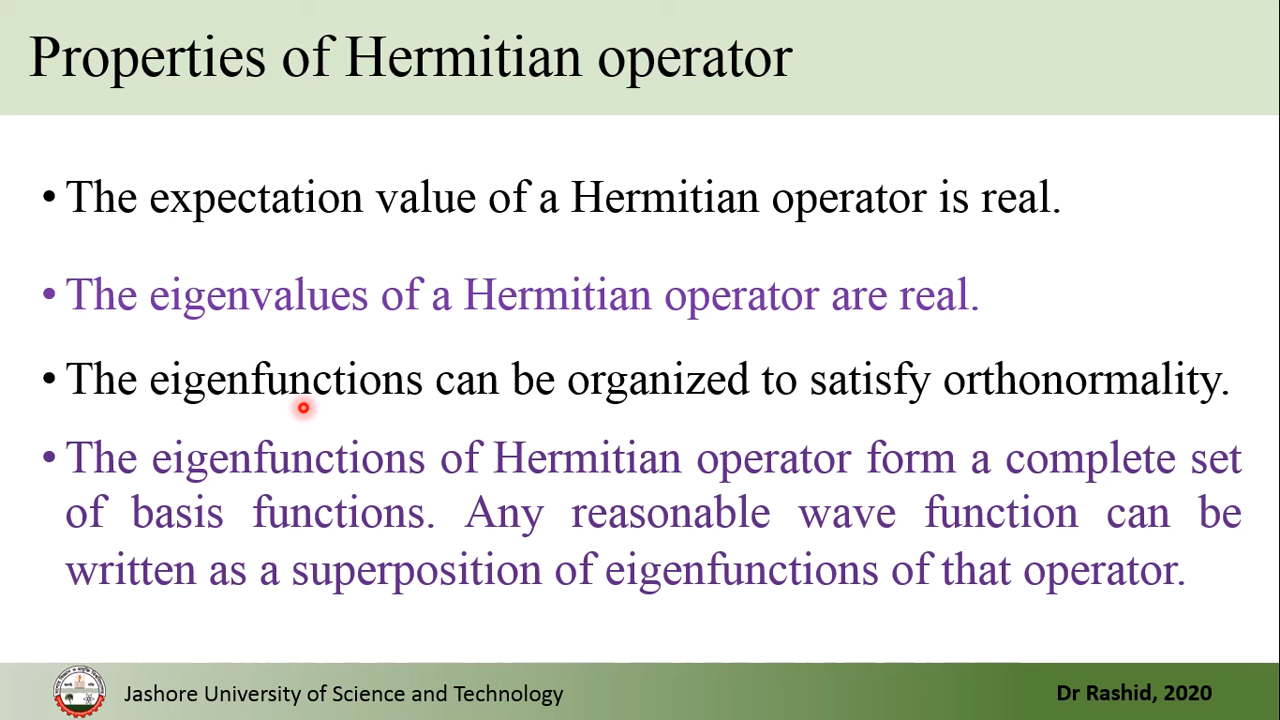 Properties of Hermitian operator
• The expectation value of a Hermitian operator is real.
• The eigenvalues of a Hermitian operator are real.
• The eigenfunctions can be organized to satisfy orthonormality.
• The eigenfunctions of Hermitian operator form a complete set
of basis functions. Any reasonable wave function can be
written as a superposition of eigenfunctions of that operator.
Jashore University of Science and Technology
Dr Rashid, 2020